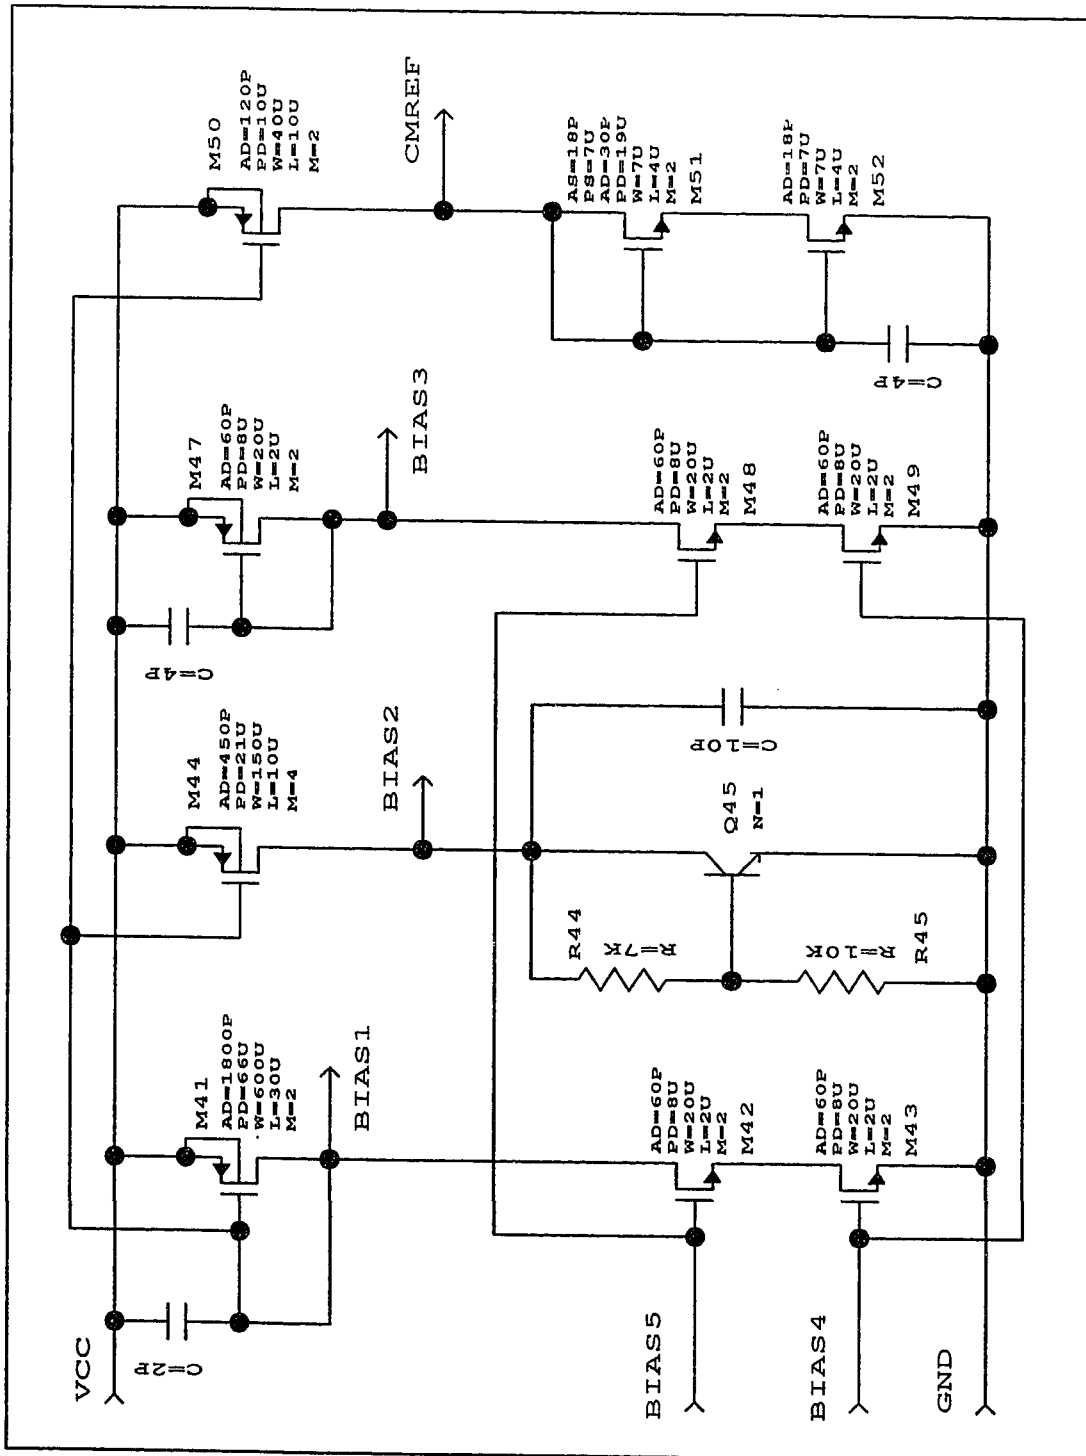 VCC
C=2P
M41
AD=1800P
PD=66U
W=600U
L=30U
M=2
BIAS1
BIAS5
AD=60P
PD=8U
W=20U
L=2U
M=2
M42
BIAS4
AD=60P
PD=8U
W=20U
L=2U
M=2
M43
GND
M44
AD=450P
PD=21U
W=150U
L=10U
M=4
BIAS2
R44
R=7K
R=10K
R45
Q45
N=1
C=10P
C=4P
M47
AD=60P
PD=8U
W=20U
L=2U
M=2
BIAS3
AD=60P
PD=8U
W=20U
L=2U
M=2
M48
AD=60P
PD=8U
W=20U
L=2U
M=2
M49
M50
AD=120P
PD=10U
W=40U
L=10U
M=2
CMREF
AS=18P
PS=7U
AD=30P
PD=19U
W=7U
L=4U
M=2
M51
AD=18P
PD=7U
W=7U
L=4U
M=2
M52
C=4P